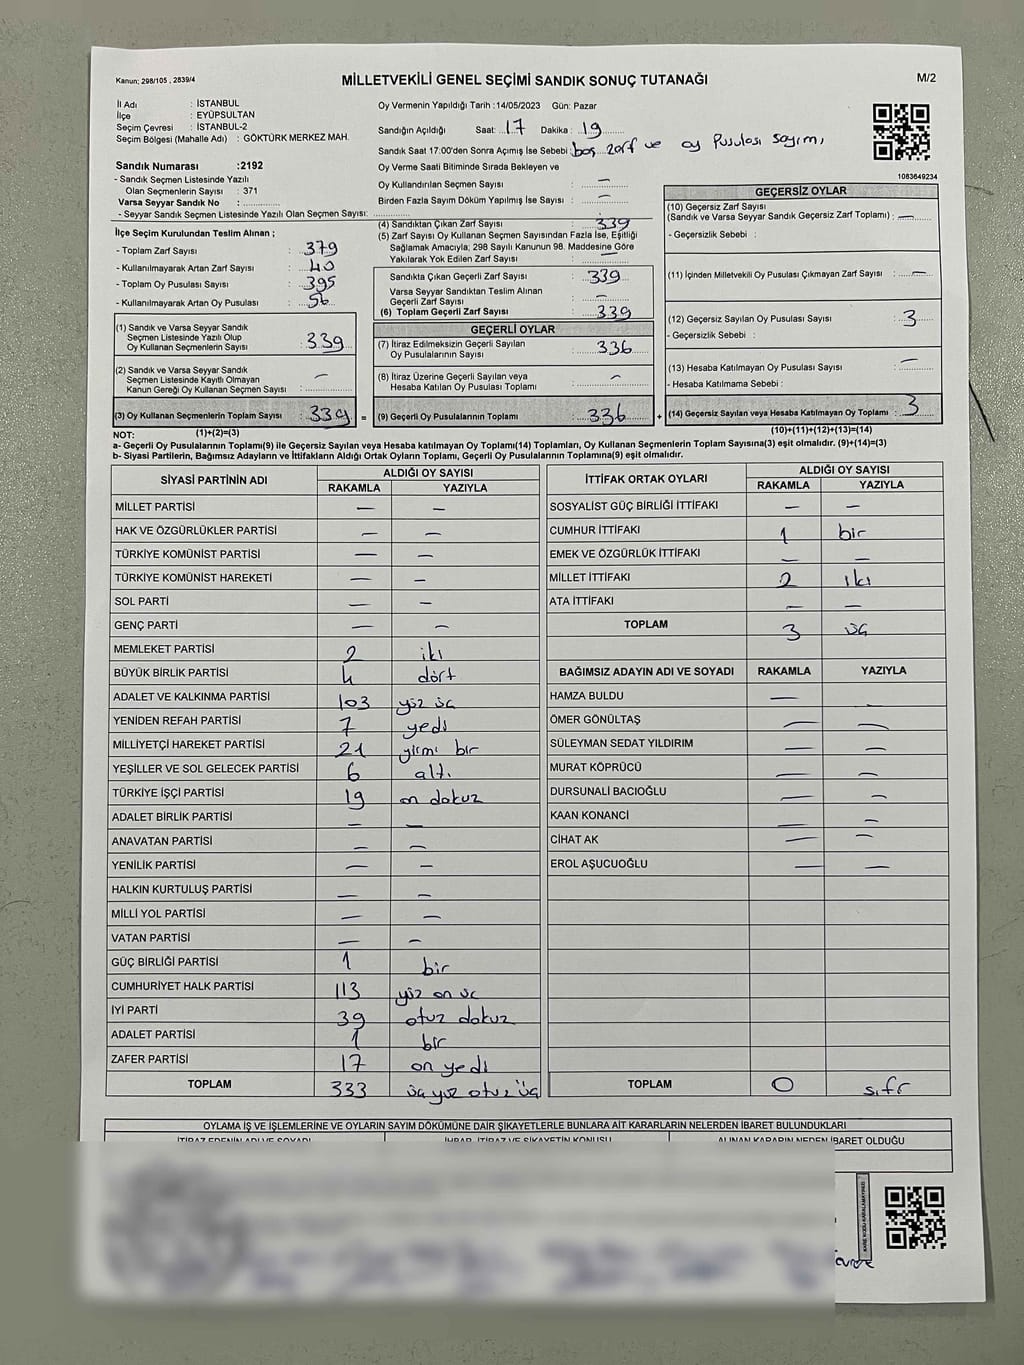 Kanun; 298/105 , 2839/4
MİLLETVEKİLİ GENEL SEÇİMİ SANDIK SONUÇ TUTANAĞI
M/2
İl Adı : İSTANBUL
İlçe : EYÜPSULTAN
Seçim Çevresi : İSTANBUL-2
Seçim Bölgesi (Mahalle Adı) : GÖKTÜRK MERKEZ MAH.
Sandık Numarası :2192
- Sandık Seçmen Listesinde Yazılı
Olan Seçmenlerin Sayısı : 371
Varsa Seyyar Sandık No :
- Seyyar Sandık Seçmen Listesinde Yazılı Olan Seçmen Sayısı:
Oy Vermenin Yapıldığı Tarih :14/05/2023 Gün: Pazar
Sandığın Açıldığı Saat: 17 Dakika : 19
Sandık Saat 17:00'den Sonra Açımış İse Sebebi : boş zarf ve oy Pusulası sayımı
Oy Verme Saati Bitiminde Sırada Bekleyen ve
Oy Kullandırılan Seçmen Sayısı : —
Birden Fazla Sayım Döküm Yapılmış İse Sayısı : —
1083649234
İlçe Seçim Kurulundan Teslim Alınan ;
- Toplam Zarf Sayısı : 379
- Kullanılmayarak Artan Zarf Sayısı : 40
- Toplam Oy Pusulası Sayısı : 395
- Kullanılmayarak Artan Oy Pusulası : 56
(1) Sandık ve Varsa Seyyar Sandık
Seçmen Listesinde Yazılı Olup
Oy Kullanan Seçmenlerin Sayısı : 339
(2) Sandık ve Varsa Seyyar Sandık
Seçmen Listesinde Kayıtlı Olmayan
Kanun Gereği Oy Kullanan Seçmen Sayısı : —
(3) Oy Kullanan Seçmenlerin Toplam Sayısı : 339 =
(4) Sandıktan Çıkan Zarf Sayısı : 339
(5) Zarf Sayısı Oy Kullanan Seçmen Sayısından Fazla İse, Eşitliği
Sağlamak Amacıyla; 298 Sayılı Kanunun 98. Maddesine Göre
Yakılarak Yok Edilen Zarf Sayısı : —
Sandıkta Çıkan Geçerli Zarf Sayısı : 339
Varsa Seyyar Sandıktan Teslim Alınan
Geçerli Zarf Sayısı : —
(6) Toplam Geçerli Zarf Sayısı : 339
GEÇERLİ OYLAR
(7) İtiraz Edilmeksizin Geçerli Sayılan
Oy Pusulalarının Sayısı : 336
(8) İtiraz Üzerine Geçerli Sayılan veya
Hesaba Katılan Oy Pusulası Toplamı : —
(9) Geçerli Oy Pusulalarının Toplamı : 336 +
GEÇERSİZ OYLAR
(10) Geçersiz Zarf Sayısı
(Sandık ve Varsa Seyyar Sandık Geçersiz Zarf Toplamı) : —
- Geçersizlik Sebebi :
(11) İçinden Milletvekili Oy Pusulası Çıkmayan Zarf Sayısı : —
(12) Geçersiz Sayılan Oy Pusulası Sayısı : 3
- Geçersizlik Sebebi :
(13) Hesaba Katılmayan Oy Pusulası Sayısı : —
- Hesaba Katılmama Sebebi :
(14) Geçersiz Sayılan veya Hesaba Katılmayan Oy Toplamı : 3
NOT: (1)+(2)=(3) (10)+(11)+(12)+(13)=(14)
a- Geçerli Oy Pusulalarının Toplamı(9) ile Geçersiz Sayılan veya Hesaba katılmayan Oy Toplamı(14) Toplamları, Oy Kullanan Seçmenlerin Toplam Sayısına(3) eşit olmalıdır. (9)+(14)=(3)
b- Siyasi Partilerin, Bağımsız Adayların ve İttifakların Aldığı Ortak Oyların Toplamı, Geçerli Oy Pusulalarının Toplamına(9) eşit olmalıdır.
SİYASİ PARTİNİN ADI ALDIĞI OY SAYISI
RAKAMLA YAZIYLA
MİLLET PARTİSİ — —
HAK VE ÖZGÜRLÜKLER PARTİSİ — —
TÜRKİYE KOMÜNİST PARTİSİ — —
TÜRKİYE KOMÜNİST HAREKETİ — —
SOL PARTİ — —
GENÇ PARTİ — —
MEMLEKET PARTİSİ 2 iki
BÜYÜK BİRLİK PARTİSİ 4 dört
ADALET VE KALKINMA PARTİSİ 103 yüz üç
YENİDEN REFAH PARTİSİ 7 yedi
MİLLİYETÇİ HAREKET PARTİSİ 21 yirmi bir
YEŞİLLER VE SOL GELECEK PARTİSİ 6 altı
TÜRKİYE İŞÇİ PARTİSİ 19 on dokuz
ADALET BİRLİK PARTİSİ — —
ANAVATAN PARTİSİ — —
YENİLİK PARTİSİ — —
HALKIN KURTULUŞ PARTİSİ — —
MİLLİ YOL PARTİSİ — —
VATAN PARTİSİ — —
GÜÇ BİRLİĞİ PARTİSİ 1 bir
CUMHURİYET HALK PARTİSİ 113 yüz on üç
İYİ PARTİ 39 otuz dokuz
ADALET PARTİSİ 1 bir
ZAFER PARTİSİ 17 on yedi
TOPLAM 333 üçyüz otuz üç
İTTİFAK ORTAK OYLARI ALDIĞI OY SAYISI
RAKAMLA YAZIYLA
SOSYALİST GÜÇ BİRLİĞİ İTTİFAKI — —
CUMHUR İTTİFAKI 1 bir
EMEK VE ÖZGÜRLÜK İTTİFAKI — —
MİLLET İTTİFAKI 2 iki
ATA İTTİFAKI — —
TOPLAM 3 üç
BAĞIMSIZ ADAYIN ADI VE SOYADI RAKAMLA YAZIYLA
HAMZA BULDU —
ÖMER GÖNÜLTAŞ — —
SÜLEYMAN SEDAT YILDIRIM — —
MURAT KÖPRÜCÜ — —
DURSUNALİ BACIOĞLU — —
KAAN KONANCİ — —
CİHAT AK — —
EROL AŞUCUOĞLU — —
TOPLAM 0 sıfır
OYLAMA İŞ VE İŞLEMLERİNE VE OYLARIN SAYIM DÖKÜMÜNE DAİR ŞİKAYETLERLE BUNLARA AİT KARARLARIN NELERDEN İBARET BULUNDUKLARI
İTİRAZ EDENİN ADI VE SOYADI İHBAR, İTİRAZ VE ŞİKAYETİN KONUSU ALINAN KARARIN NEDEN İBARET OLDUĞU
KARE KODU KARALAMAYINIZ